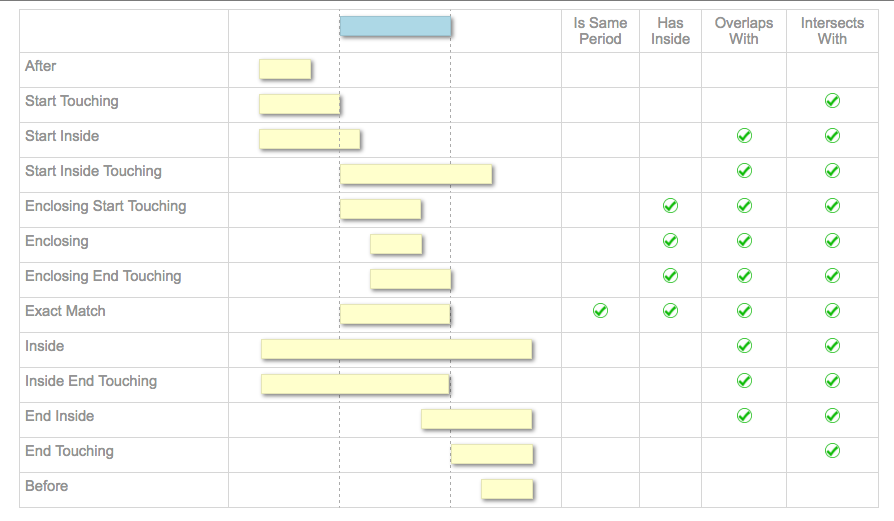 Is Same Has Overlaps Intersects
Period Inside With With
After
Start Touching
Start Inside
Start Inside Touching
Enclosing Start Touching
Enclosing
Enclosing End Touching
Exact Match
Inside
Inside End Touching
End Inside
End Touching
Before